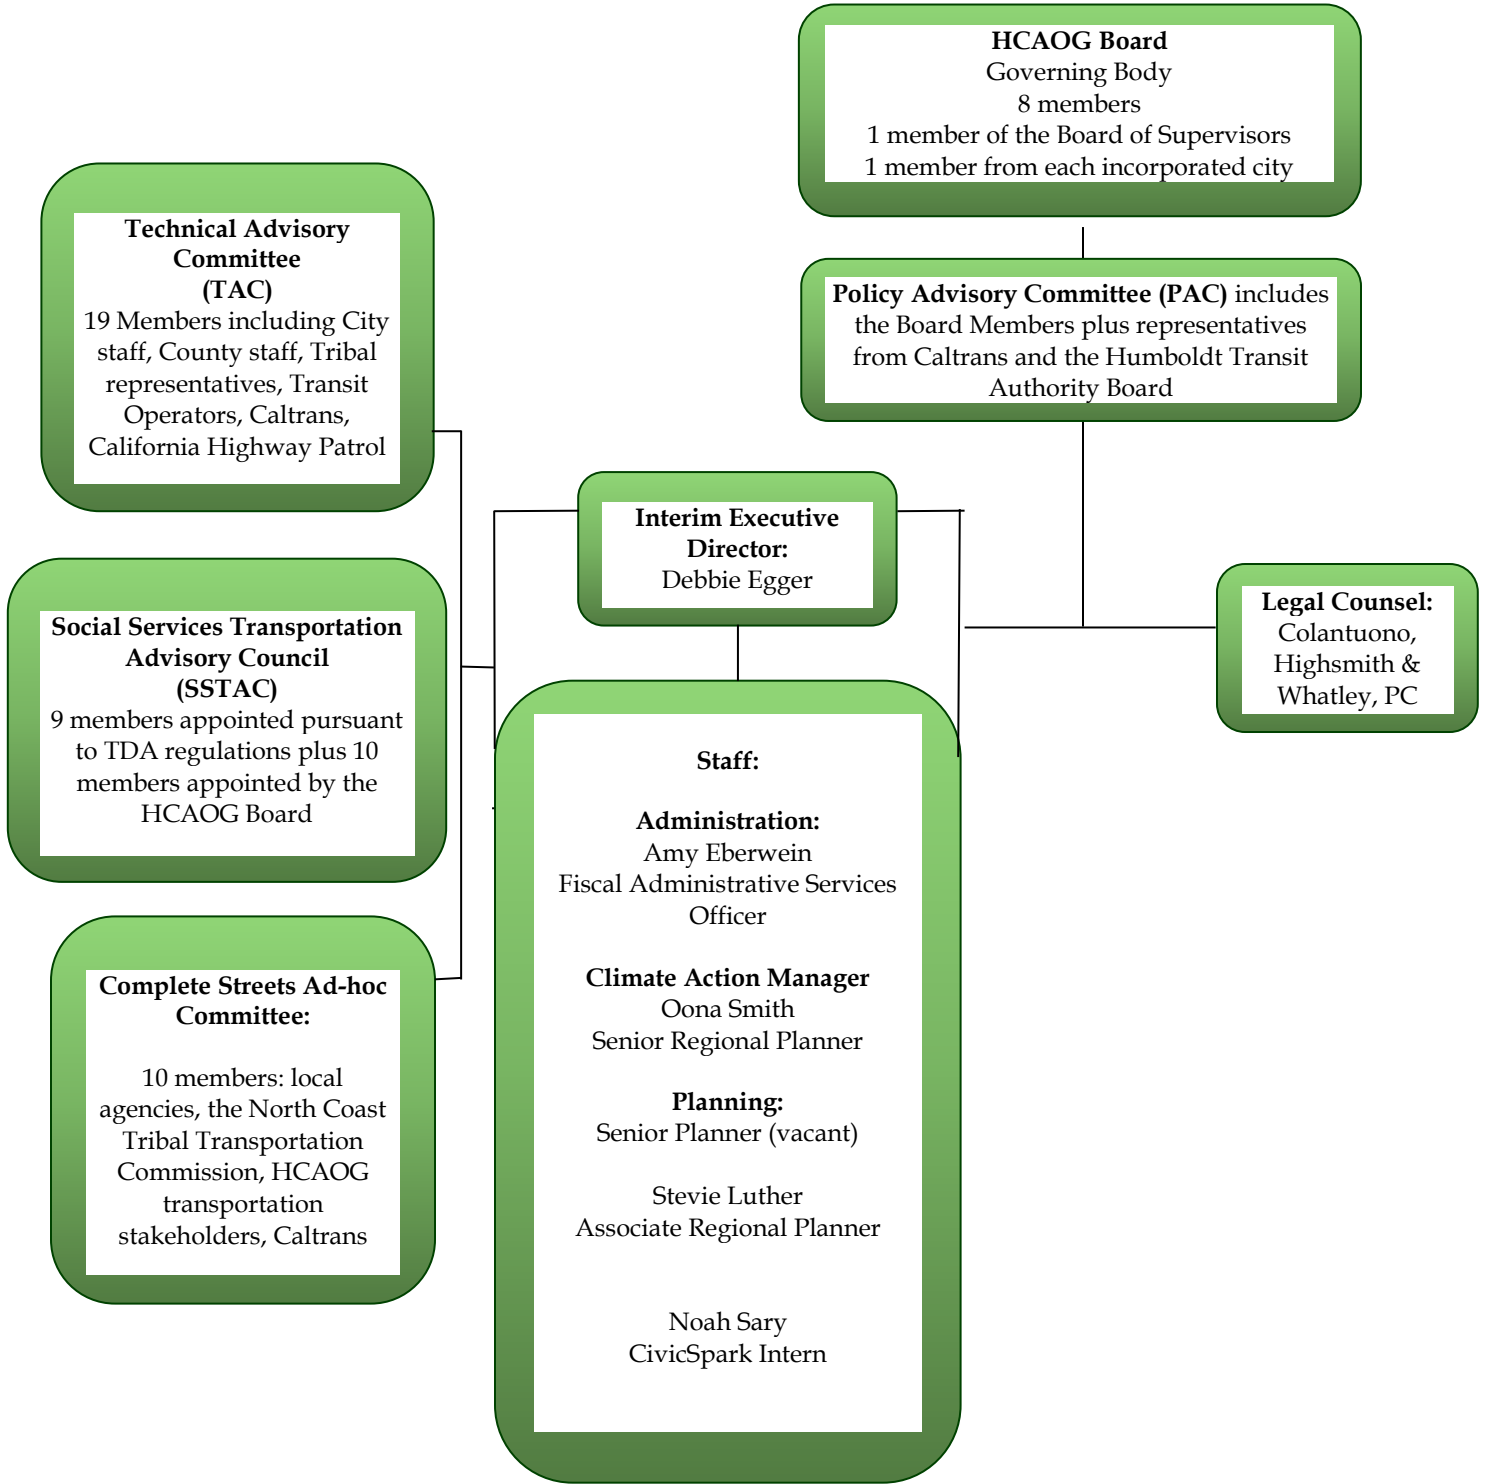 HCAOG Board
Governing Body
8 members
1 member of the Board of Supervisors
1 member from each incorporated city
Technical Advisory
Committee
(TAC)
19 Members including City
staff, County staff, Tribal
representatives, Transit
Operators, Caltrans,
California Highway Patrol
Policy Advisory Committee (PAC) includes
the Board Members plus representatives
from Caltrans and the Humboldt Transit
Authority Board
Interim Executive
Director:
Debbie Egger
Legal Counsel:
Colantuono,
Highsmith &
Whatley, PC
Social Services Transportation
Advisory Council
(SSTAC)
9 members appointed pursuant
to TDA regulations plus 10
members appointed by the
HCAOG Board
Staff:
Administration:
Amy Eberwein
Fiscal Administrative Services
Officer
Climate Action Manager
Oona Smith
Senior Regional Planner
Planning:
Senior Planner (vacant)
Stevie Luther
Associate Regional Planner
Noah Sary
CivicSpark Intern
Complete Streets Ad-hoc
Committee:
10 members: local
agencies, the North Coast
Tribal Transportation
Commission, HCAOG
transportation
stakeholders, Caltrans